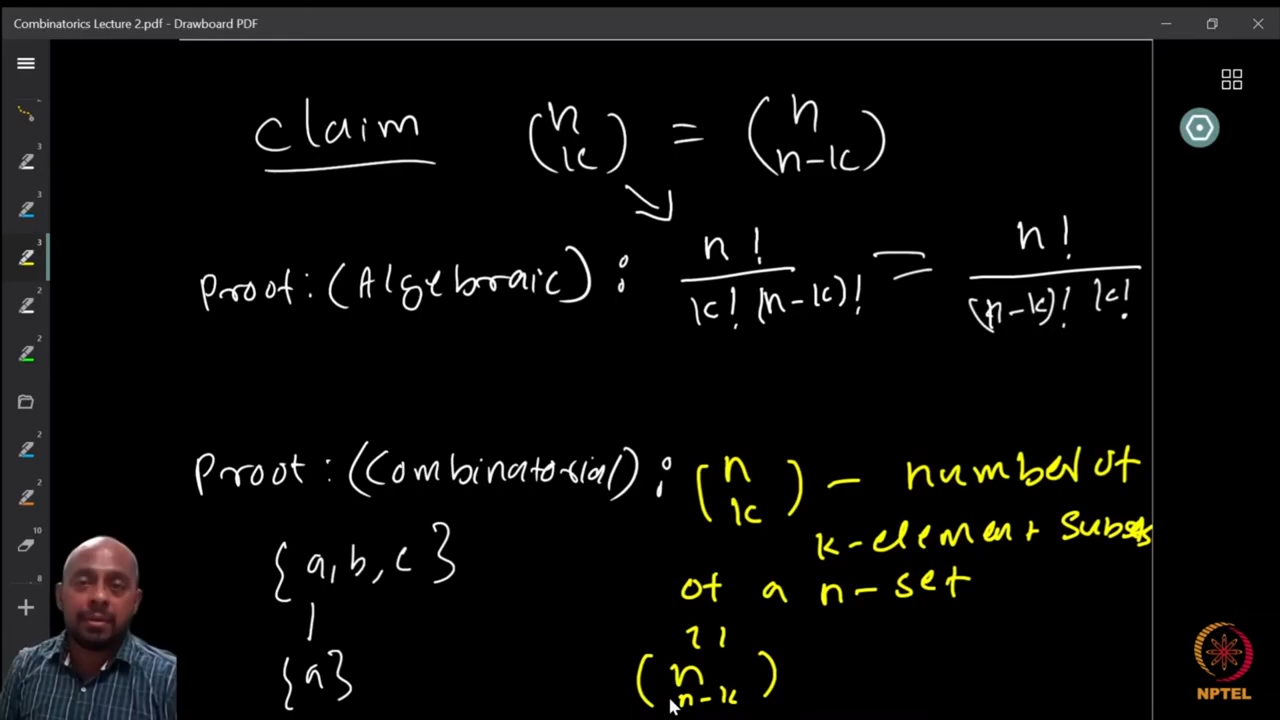 Combinatorics Lecture 2.pdf - Drawboard PDF
claim (n k) = (n n-k)
Proof: (Algebraic) : n! / k! (n-k)! = n! / (n-k)! k!
Proof: (Combinatorial) : (n k) - number of
k-element subsets
{a, b, c}
of a n-set
{a}
(n n-k)
NPTEL